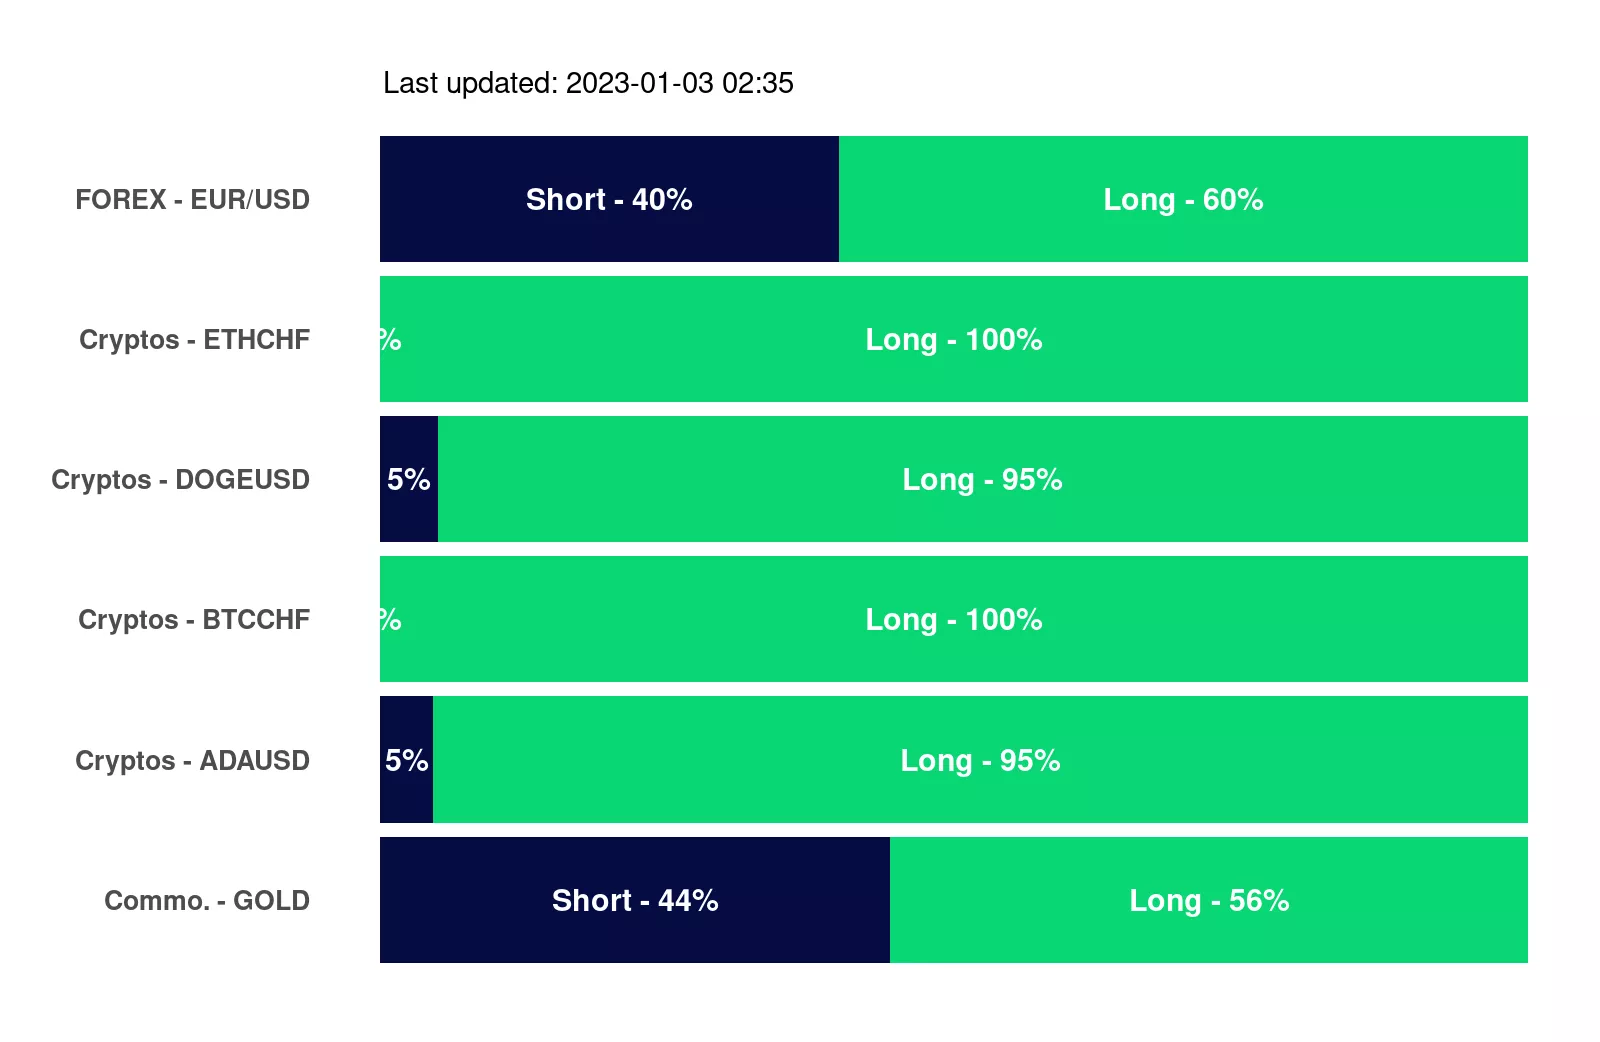 Last updated: 2023-01-03 02:35
FOREX - EUR/USD Short - 40% Long - 60%
Cryptos - ETHCHF % Long - 100%
Cryptos - DOGEUSD 5% Long - 95%
Cryptos - BTCCHF % Long - 100%
Cryptos - ADAUSD 5% Long - 95%
Commo. - GOLD Short - 44% Long - 56%